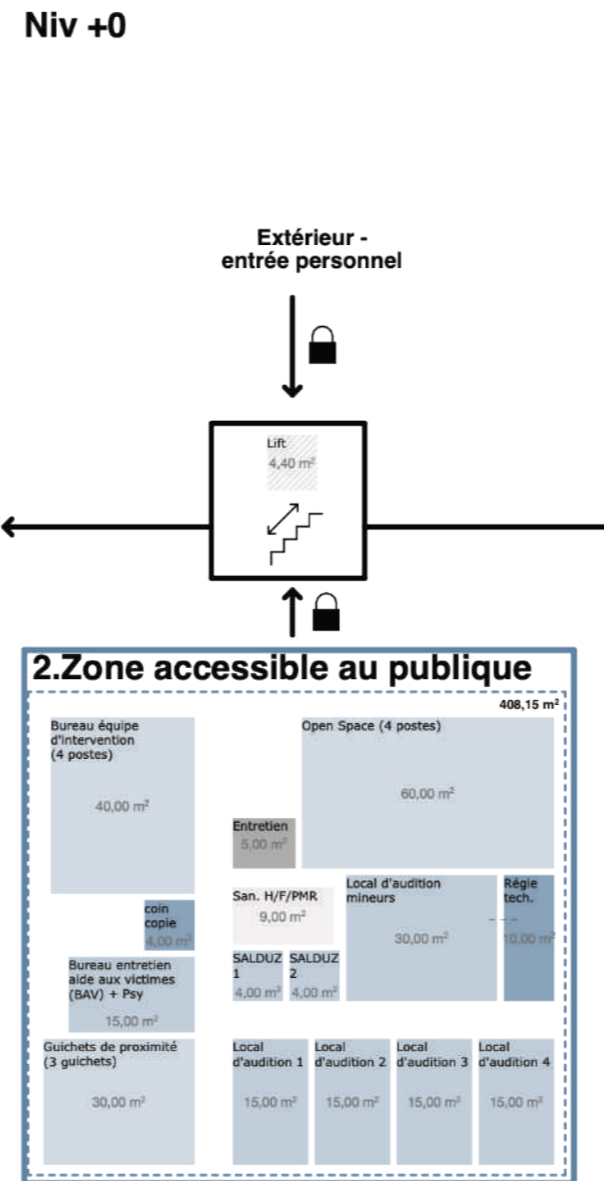 Niv +0
Extérieur -
entrée personnel
Lift
4,40 m²
2.Zone accessible au publique
408,15 m²
Bureau équipe
d'intervention
(4 postes)
40,00 m²
Open Space (4 postes)
60,00 m²
Entretien
5,00 m²
San. H/F/PMR
9,00 m²
Local d'audition
mineurs
30,00 m²
Régie
tech.
10,00 m²
coin
copie
4,00 m²
SALDUZ
1
4,00 m²
SALDUZ
2
4,00 m²
Bureau entretien
aide aux victimes
(BAV) + Psy
15,00 m²
Guichets de proximité
(3 guichets)
30,00 m²
Local
d'audition 1
15,00 m²
Local
d'audition 2
15,00 m²
Local
d'audition 3
15,00 m²
Local
d'audition 4
15,00 m²